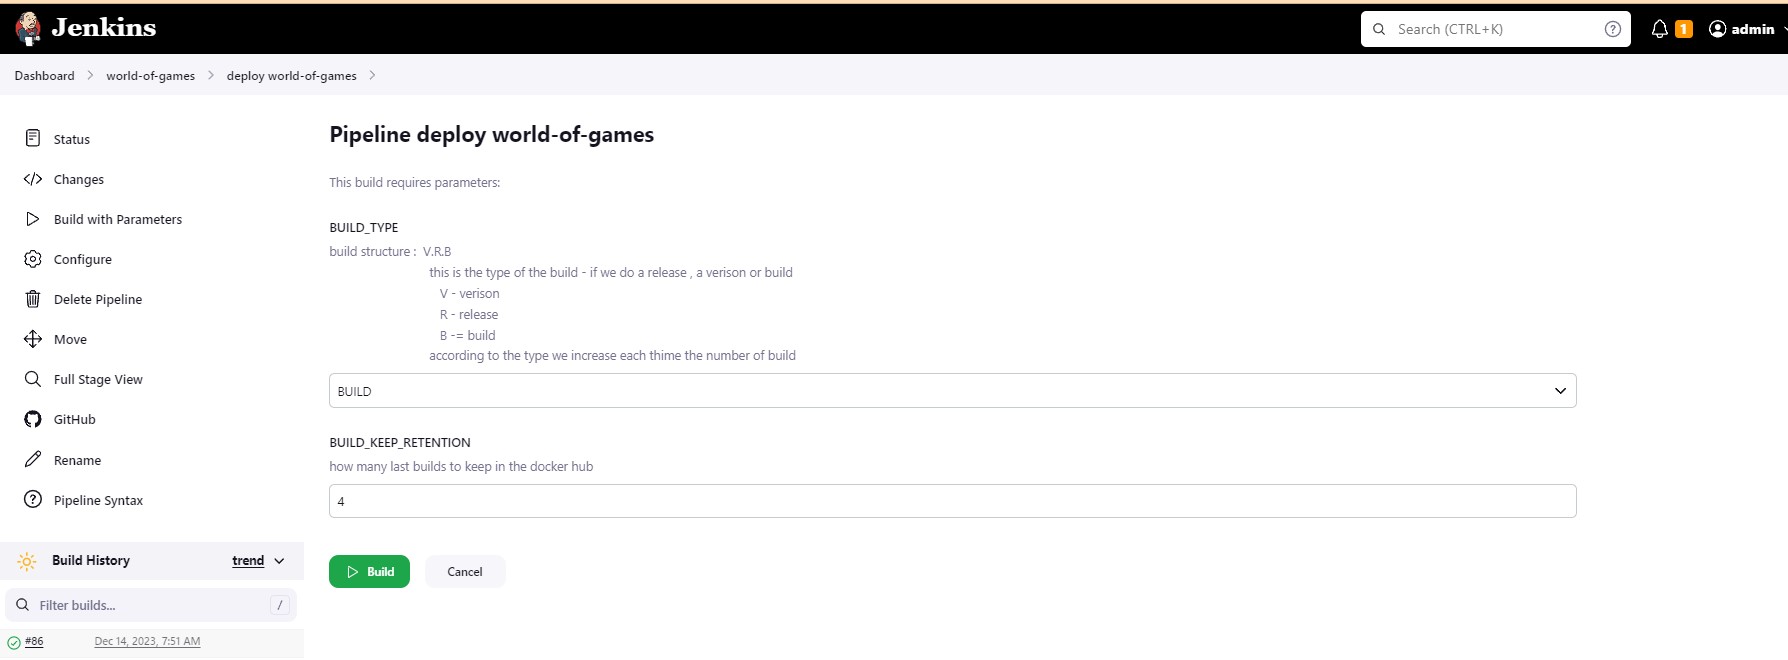 Jenkins
Search (CTRL+K)
1
admin
Dashboard
world-of-games
deploy world-of-games
Status
Changes
Build with Parameters
Configure
Delete Pipeline
Move
Full Stage View
GitHub
Rename
Pipeline Syntax
Build History
trend
Filter builds...
/
#86
Dec 14, 2023, 7:51 AM
Pipeline deploy world-of-games
This build requires parameters:
BUILD_TYPE
build structure : V.R.B
this is the type of the build - if we do a release , a verison or build
V - verison
R - release
B -= build
according to the type we increase each thime the number of build
BUILD
BUILD_KEEP_RETENTION
how many last builds to keep in the docker hub
4
Build
Cancel